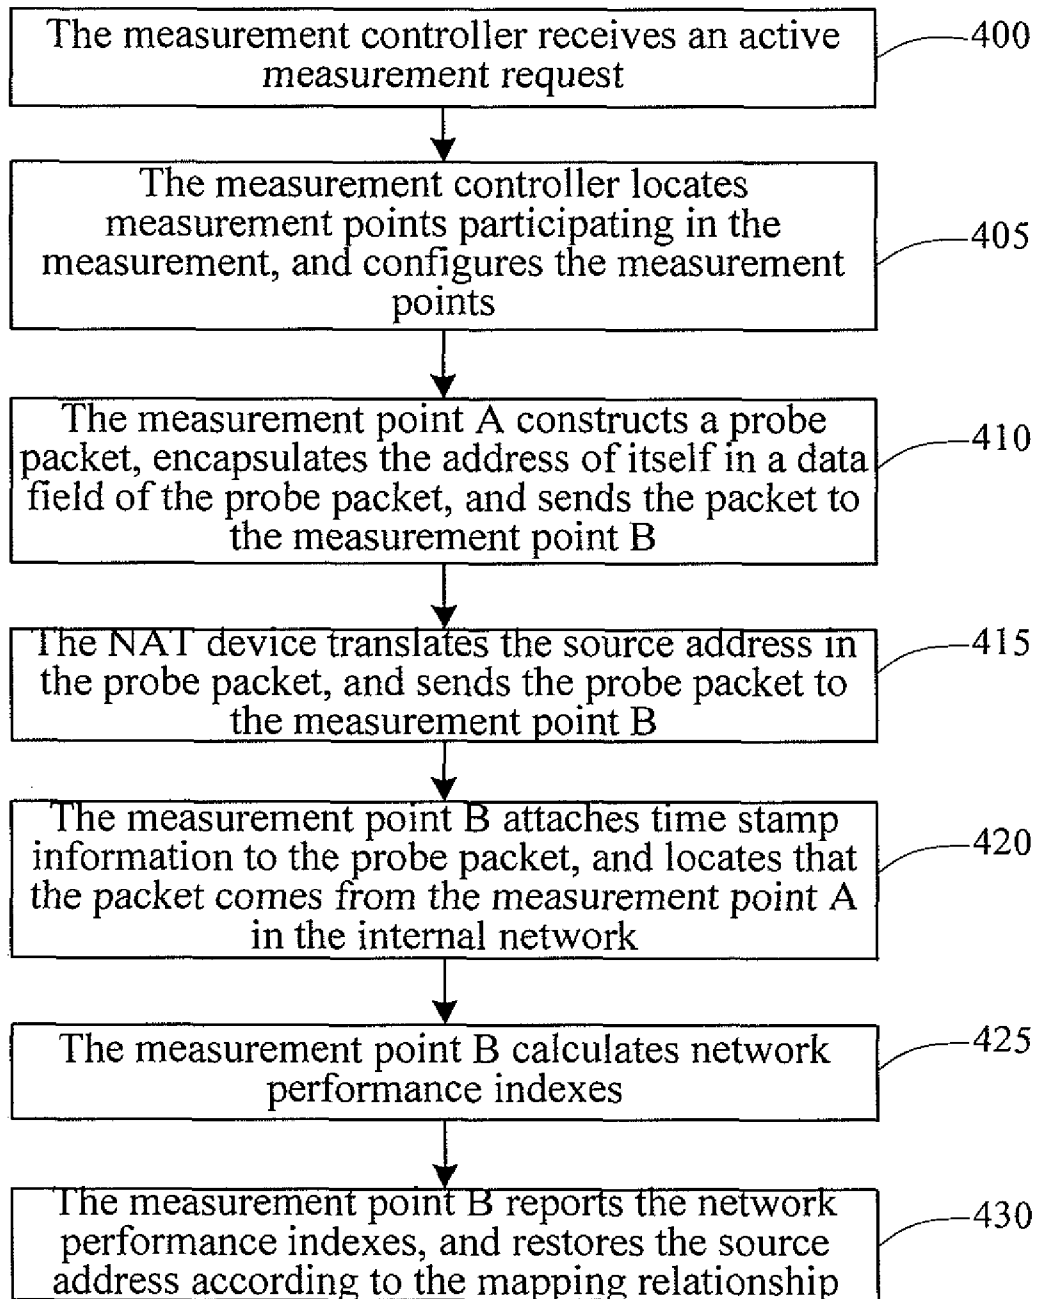 The measurement controller receives an active
measurement request
400
The measurement controller locates
measurement points participating in the
measurement, and configures the measurement
points
405
The measurement point A constructs a probe
packet, encapsulates the address of itself in a data
field of the probe packet, and sends the packet to
the measurement point B
410
The NAT device translates the source address in
the probe packet, and sends the probe packet to
the measurement point B
415
The measurement point B attaches time stamp
information to the probe packet, and locates that
the packet comes from the measurement point A
in the internal network
420
The measurement point B calculates network
performance indexes
425
The measurement point B reports the network
performance indexes, and restores the source
address according to the mapping relationship
430